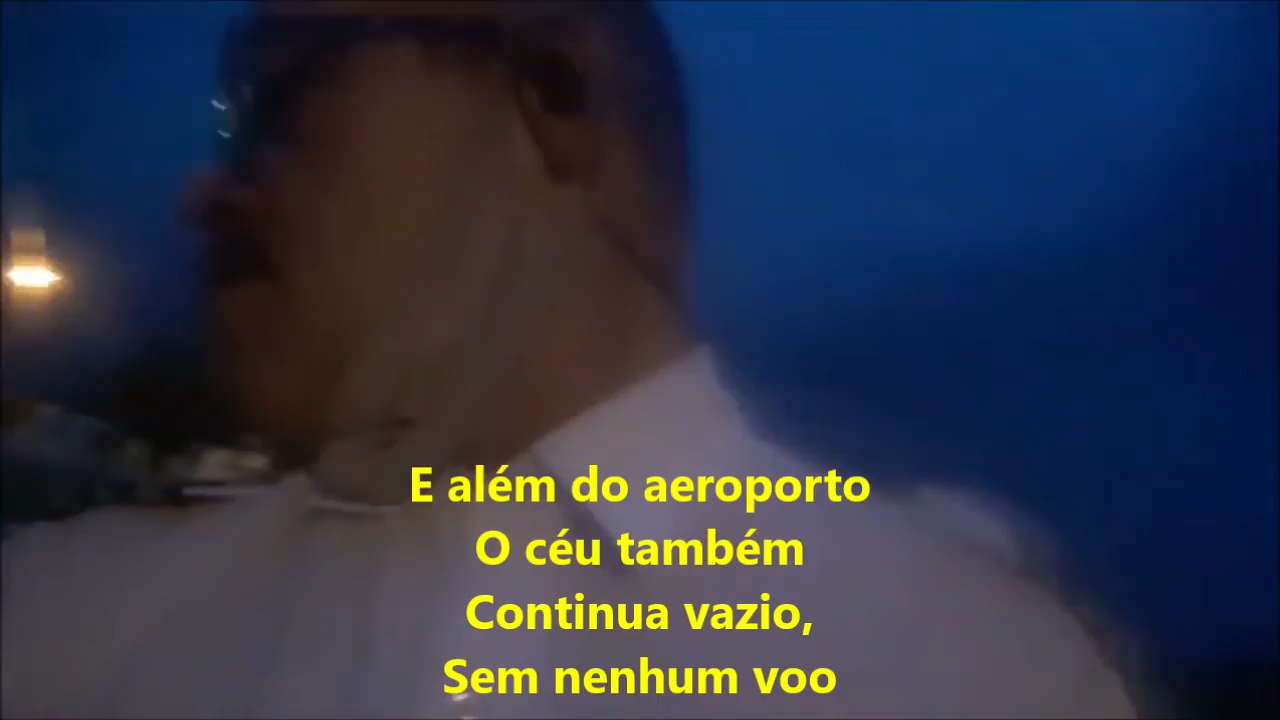 E além do aeroporto
O céu também
Continua vazio,
Sem nenhum voo